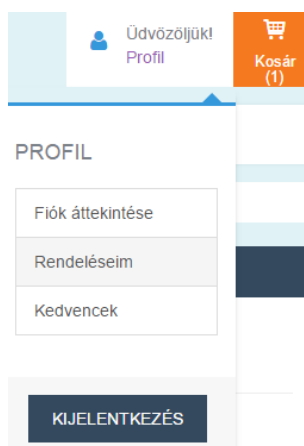 Üdvözöljük!
Profil
Kosár
(1)
PROFIL
Fiók áttekintése
Rendeléseim
Kedvencek
KIJELENTKEZÉS